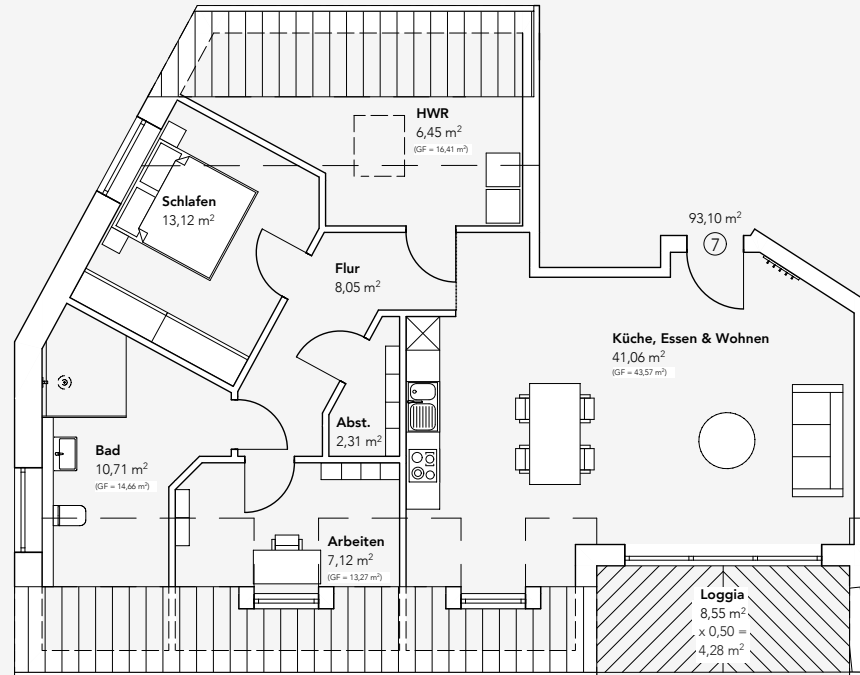 HWR
6,45 m²
(GF = 16,41 m²)
Schlafen
13,12 m²
93,10 m²
7
Flur
8,05 m²
Küche, Essen & Wohnen
41,06 m²
(GF = 43,57 m²)
Abst.
2,31 m²
Bad
10,71 m²
(GF = 14,66 m²)
Arbeiten
7,12 m²
(GF = 13,27 m²)
Loggia
8,55 m²
x 0,50 =
4,28 m²